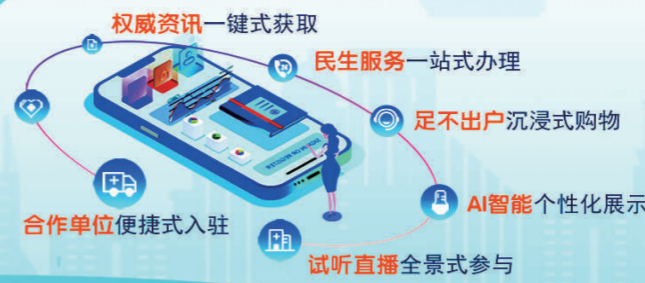 权威资讯一键式获取
民生服务一站式办理
足不出户沉浸式购物
AI智能个性化展示
试听直播全景式参与
合作单位便捷式入驻